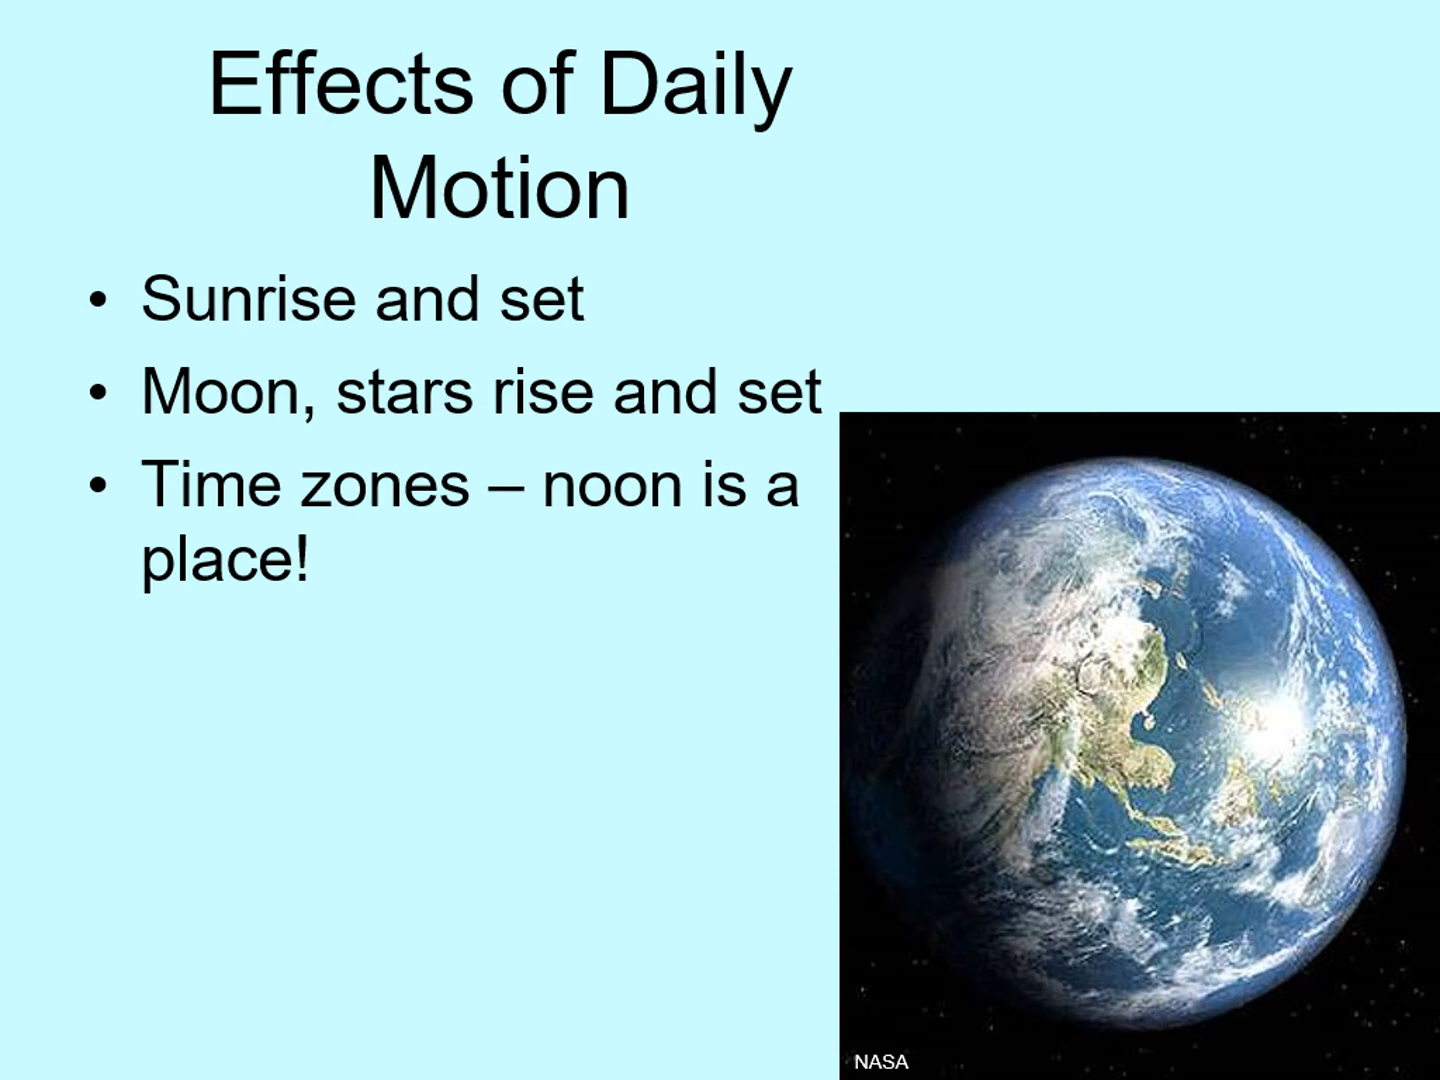 Effects of Daily
Motion
• Sunrise and set
• Moon, stars rise and set
• Time zones – noon is a
place!
NASA